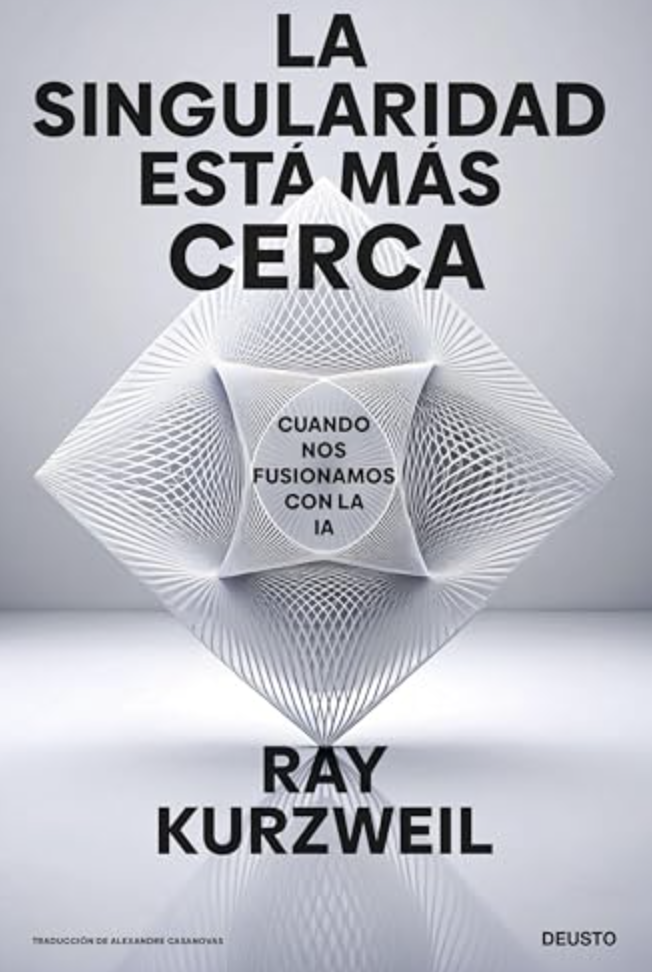 LA
SINGULARIDAD
ESTÁ MÁS
CERCA
CUANDO
NOS
FUSIONAMOS
CON LA
IA
RAY
KURZWEIL
TRADUCCIÓN DE ALEXANDRE CASANOVAS
DEUSTO